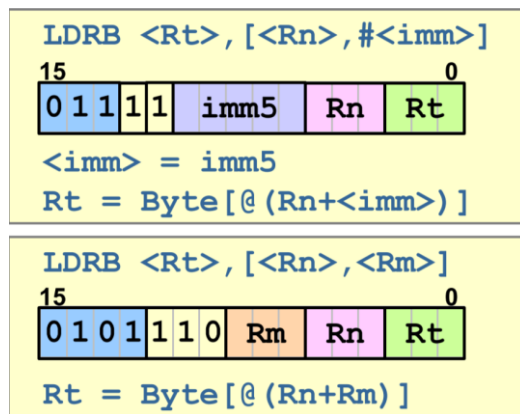 LDRB <Rt>,[<Rn>,#<imm>]
15 0
0 1 1 1 1 imm5 Rn Rt
<imm> = imm5
Rt = Byte[@(Rn+<imm>)]
LDRB <Rt>,[<Rn>,<Rm>]
15 0
0 1 0 1 1 1 0 Rm Rn Rt
Rt = Byte[@(Rn+Rm)]